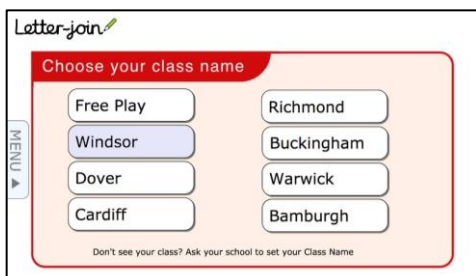 Letter-join
Choose your class name
Free Play
Windsor
Dover
Cardiff
Richmond
Buckingham
Warwick
Bamburgh
MENU
Don't see your class? Ask your school to set your Class Name